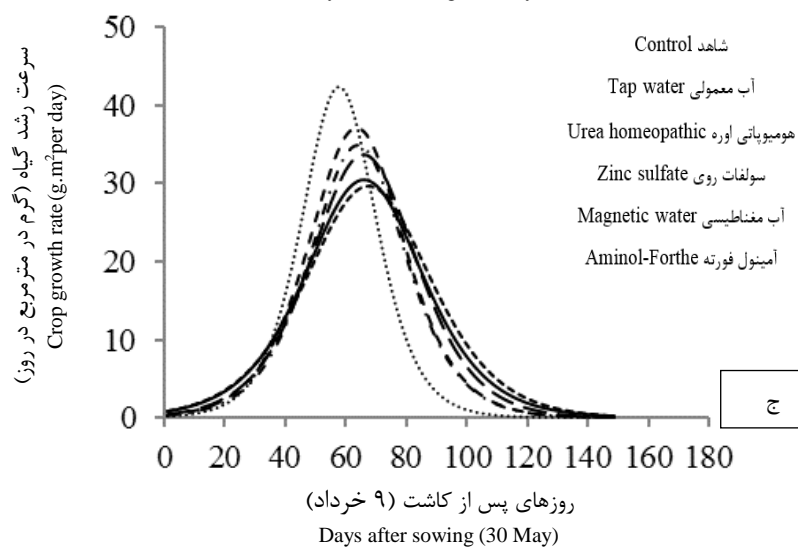 سرعت رشد گیاه (گرم در مترمربع در روز)
Crop growth rate (g.m²per day)
50
40
30
20
10
0
شاهد Control
آب معمولی Tap water
هومیوپاتی اوره Urea homeopathic
سولفات روی Zinc sulfate
آب مغناطیسی Magnetic water
آمینول فورته Aminol-Forthe
ج
0 20 40 60 80 100 120 140 160 180
روزهای پس از کاشت (۹ خرداد)
Days after sowing (30 May)